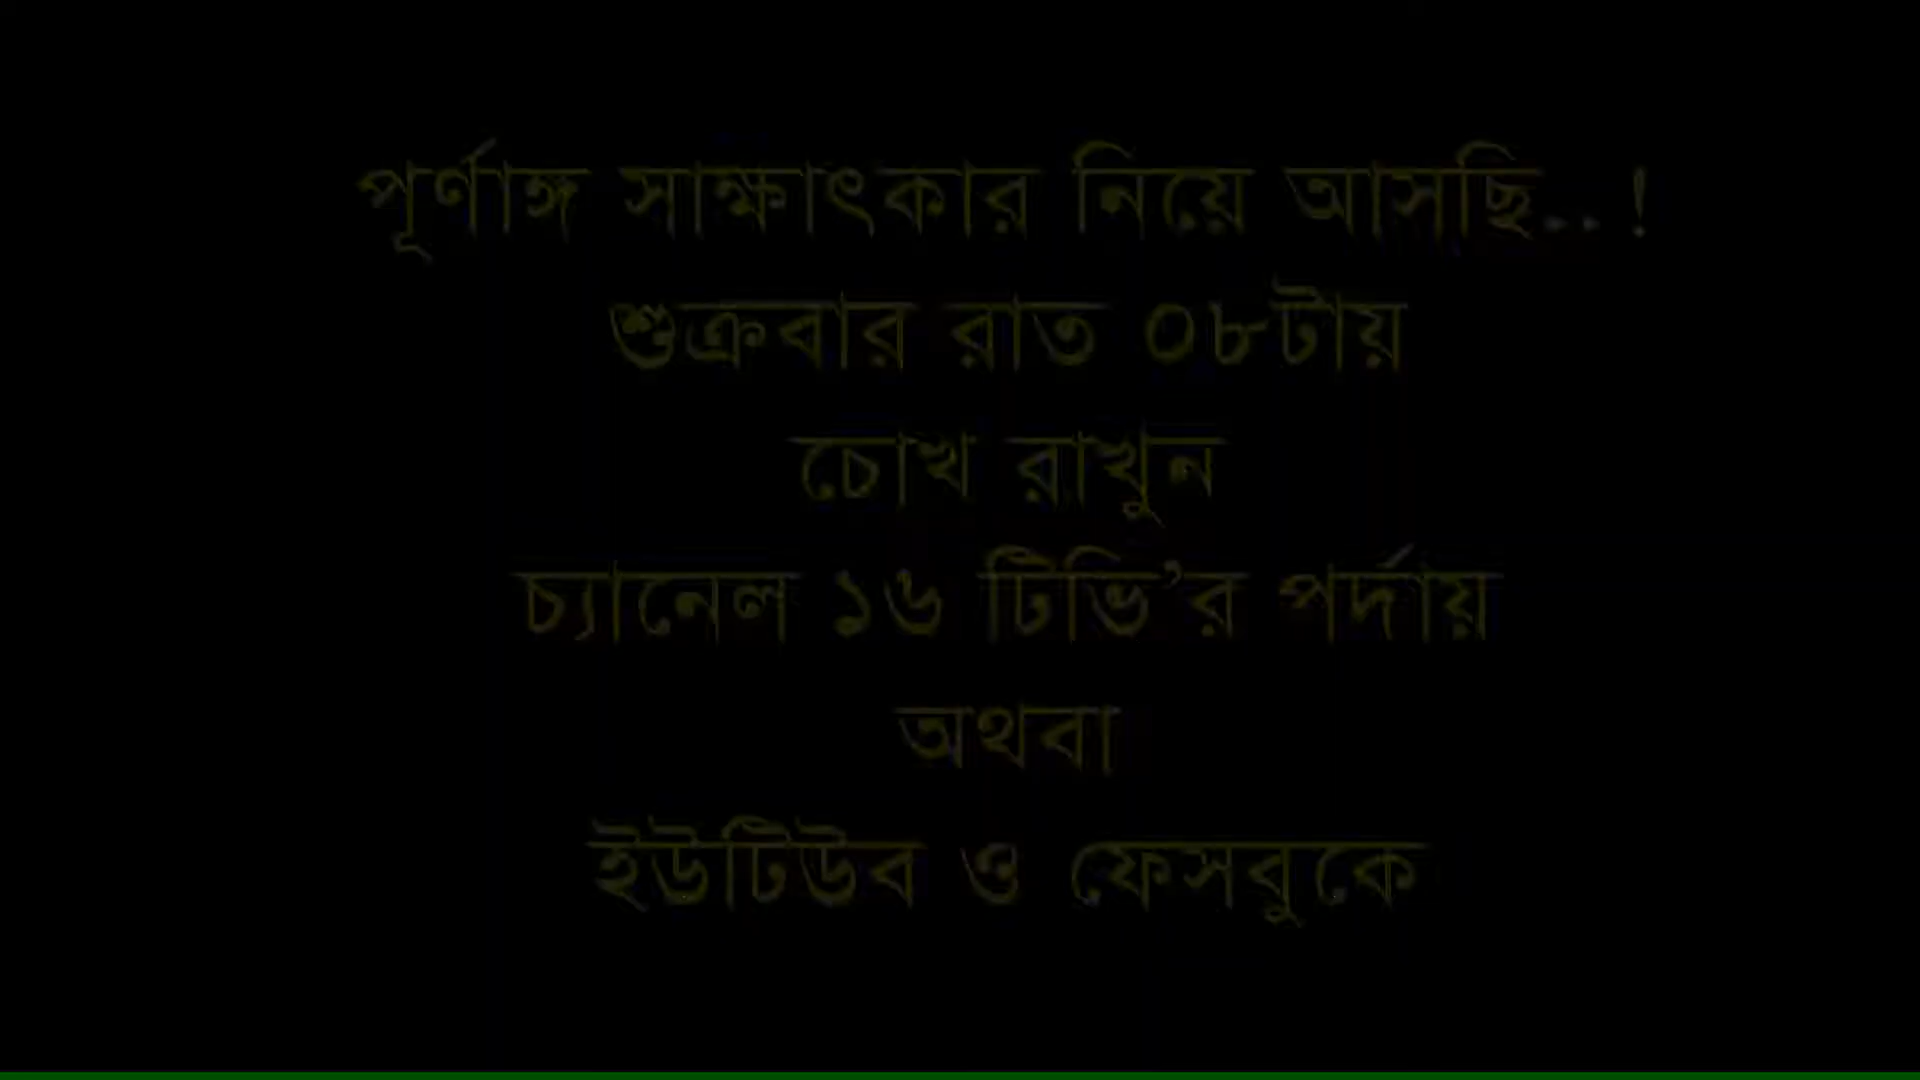 পূর্ণাঙ্গ সাক্ষাৎকার নিয়ে আসছি..!
শুক্রবার রাত ০৮টায়
চোখ রাখুন
চ্যানেল ১৬ টিভি’র পর্দায়
অথবা
ইউটিউব ও ফেসবুকে